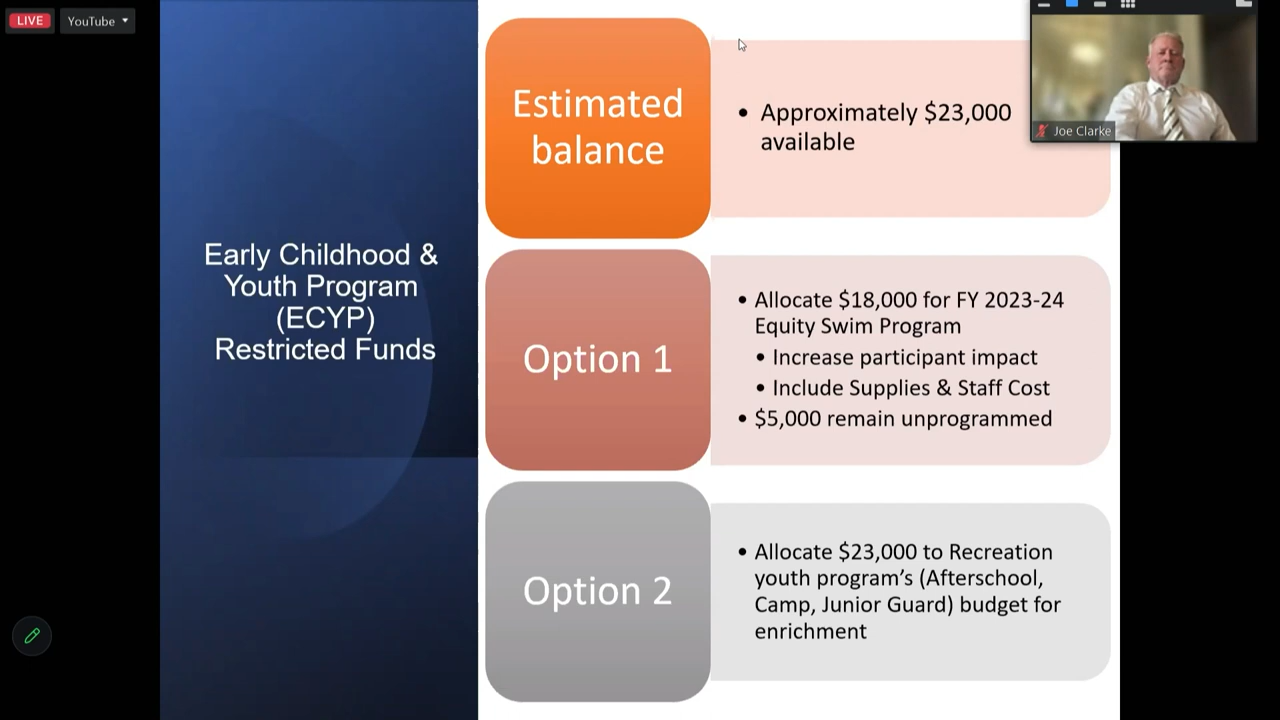 LIVE
YouTube
Early Childhood &
Youth Program
(ECYP)
Restricted Funds
Estimated
balance
• Approximately $23,000
available
Joe Clarke
Option 1
• Allocate $18,000 for FY 2023-24
Equity Swim Program
• Increase participant impact
• Include Supplies & Staff Cost
• $5,000 remain unprogrammed
Option 2
• Allocate $23,000 to Recreation
youth program’s (Afterschool,
Camp, Junior Guard) budget for
enrichment